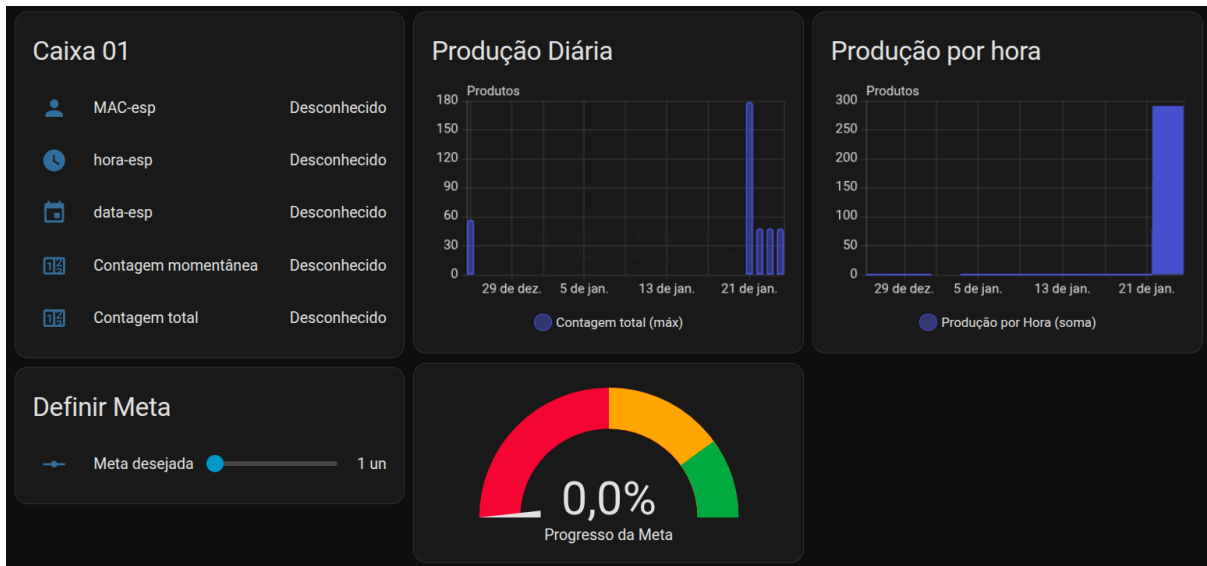 Caixa 01
MAC-esp Desconhecido
hora-esp Desconhecido
data-esp Desconhecido
Contagem momentânea Desconhecido
Contagem total Desconhecido
Definir Meta
Meta desejada 1 un
Produção Diária
Produtos
180
150
120
90
60
30
0
29 de dez. 5 de jan. 13 de jan. 21 de jan.
Contagem total (máx)
Produção por hora
Produtos
300
250
200
150
100
50
0
29 de dez. 5 de jan. 13 de jan. 21 de jan.
Produção por Hora (soma)
0,0%
Progresso da Meta